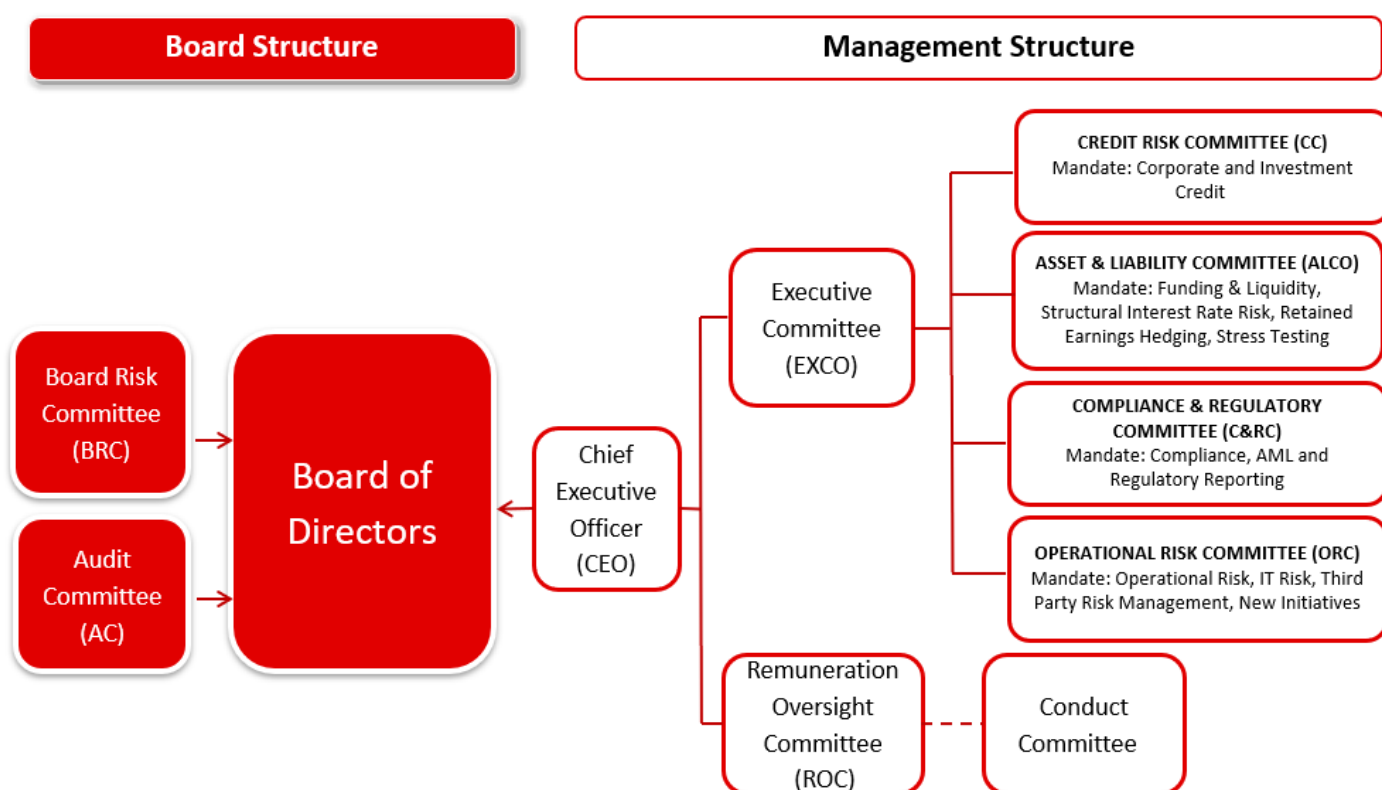 Board Structure
Management Structure
Board Risk
Committee
(BRC)
Audit
Committee
(AC)
Board of
Directors
Chief
Executive
Officer
(CEO)
Executive
Committee
(EXCO)
CREDIT RISK COMMITTEE (CC)
Mandate: Corporate and Investment
Credit
ASSET & LIABILITY COMMITTEE (ALCO)
Mandate: Funding & Liquidity,
Structural Interest Rate Risk, Retained
Earnings Hedging, Stress Testing
COMPLIANCE & REGULATORY
COMMITTEE (C&RC)
Mandate: Compliance, AML and
Regulatory Reporting
OPERATIONAL RISK COMMITTEE (ORC)
Mandate: Operational Risk, IT Risk, Third
Party Risk Management, New Initiatives
Remuneration
Oversight
Committee
(ROC)
Conduct
Committee